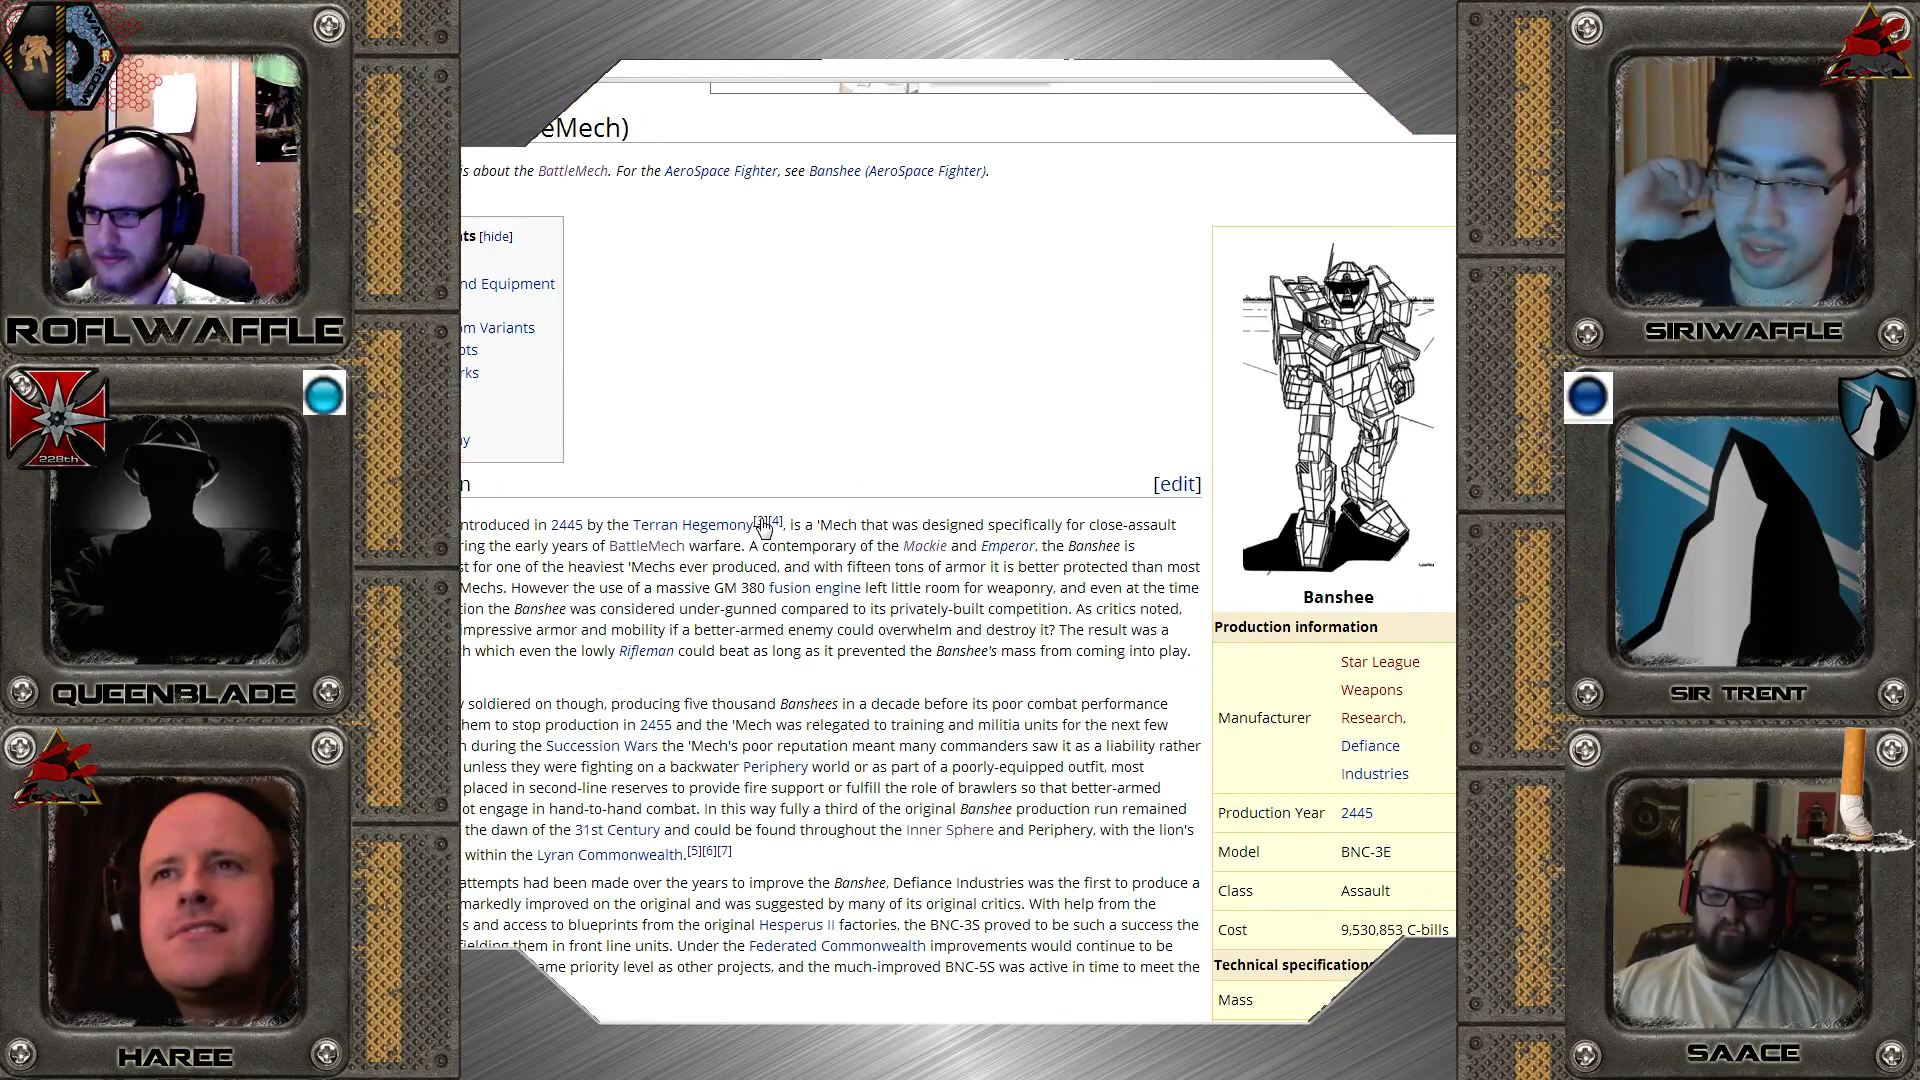 WAR ROOM
ROFLWAFFLE
228th
QUEENBLADE
HAREE
eMech)
is about the BattleMech. For the AeroSpace Fighter, see Banshee (AeroSpace Fighter).
nts [hide]
nd Equipment
om Variants
ots
rks
ny
n
[edit]
ntroduced in 2445 by the Terran Hegemony[3][4], is a 'Mech that was designed specifically for close-assault
ring the early years of BattleMech warfare. A contemporary of the Mackie and Emperor, the Banshee is
st for one of the heaviest 'Mechs ever produced, and with fifteen tons of armor it is better protected than most
Mechs. However the use of a massive GM 380 fusion engine left little room for weaponry, and even at the time
tion the Banshee was considered under-gunned compared to its privately-built competition. As critics noted,
impressive armor and mobility if a better-armed enemy could overwhelm and destroy it? The result was a
h which even the lowly Rifleman could beat as long as it prevented the Banshee's mass from coming into play.
y soldiered on though, producing five thousand Banshees in a decade before its poor combat performance
hem to stop production in 2455 and the 'Mech was relegated to training and militia units for the next few
n during the Succession Wars the 'Mech's poor reputation meant many commanders saw it as a liability rather
unless they were fighting on a backwater Periphery world or as part of a poorly-equipped outfit, most
placed in second-line reserves to provide fire support or fulfill the role of brawlers so that better-armed
ot engage in hand-to-hand combat. In this way fully a third of the original Banshee production run remained
the dawn of the 31st Century and could be found throughout the Inner Sphere and Periphery, with the lion's
within the Lyran Commonwealth.[5][6][7]
attempts had been made over the years to improve the Banshee, Defiance Industries was the first to produce a
markedly improved on the original and was suggested by many of its original critics. With help from the
s and access to blueprints from the original Hesperus II factories, the BNC-3S proved to be such a success the
fielding them in front line units. Under the Federated Commonwealth improvements would continue to be
ame priority level as other projects, and the much-improved BNC-5S was active in time to meet the
Banshee
Production information
Manufacturer Star League Weapons Research, Defiance Industries
Production Year 2445
Model BNC-3E
Class Assault
Cost 9,530,853 C-bills
Technical specification
Mass
SIRIWAFFLE
SIR TRENT
SAACE